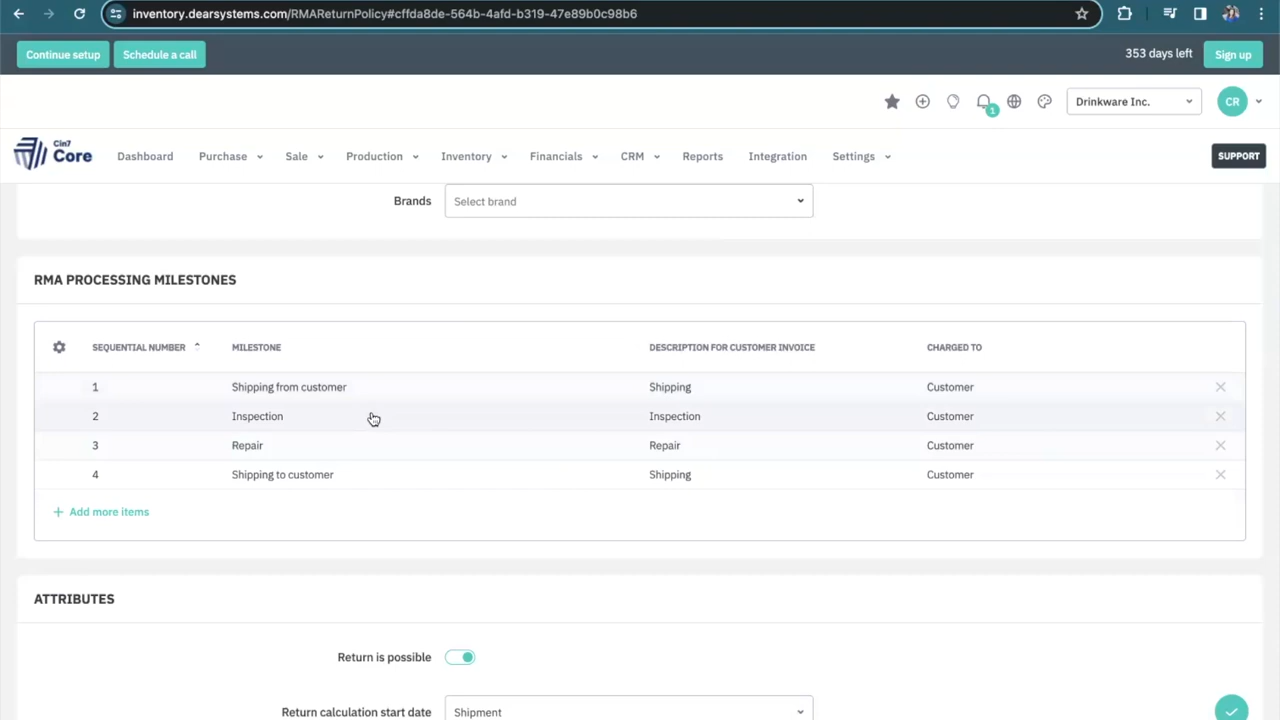 inventory.dearsystems.com/RMAReturnPolicy#cffda8de-564b-4afd-b319-47e89b0c98b6
Continue setup Schedule a call 353 days left Sign up
1 Drinkware Inc. CR
Cin7 Core Dashboard Purchase Sale Production Inventory Financials CRM Reports Integration Settings SUPPORT
Brands Select brand
RMA PROCESSING MILESTONES
SEQUENTIAL NUMBER MILESTONE DESCRIPTION FOR CUSTOMER INVOICE CHARGED TO
1 Shipping from customer Shipping Customer
2 Inspection Inspection Customer
3 Repair Repair Customer
4 Shipping to customer Shipping Customer
+ Add more items
ATTRIBUTES
Return is possible
Return calculation start date Shipment